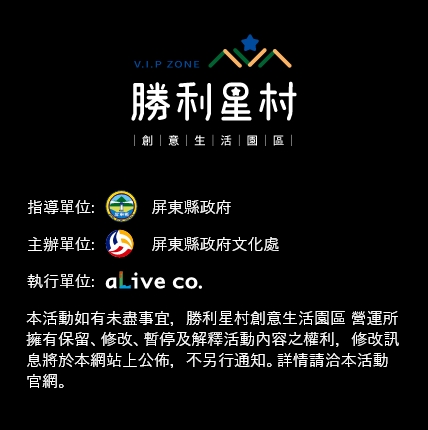 V.I.P ZONE
勝利星村
|創|意|生|活|園|區|
指導單位: 屏東縣政府
主辦單位: 屏東縣政府文化處
執行單位: aLive co.
本活動如有未盡事宜，勝利星村創意生活園區 營運所
擁有保留、修改、暫停及解釋活動內容之權利，修改訊
息將於本網站上公佈，不另行通知。詳情請洽本活動
官網。